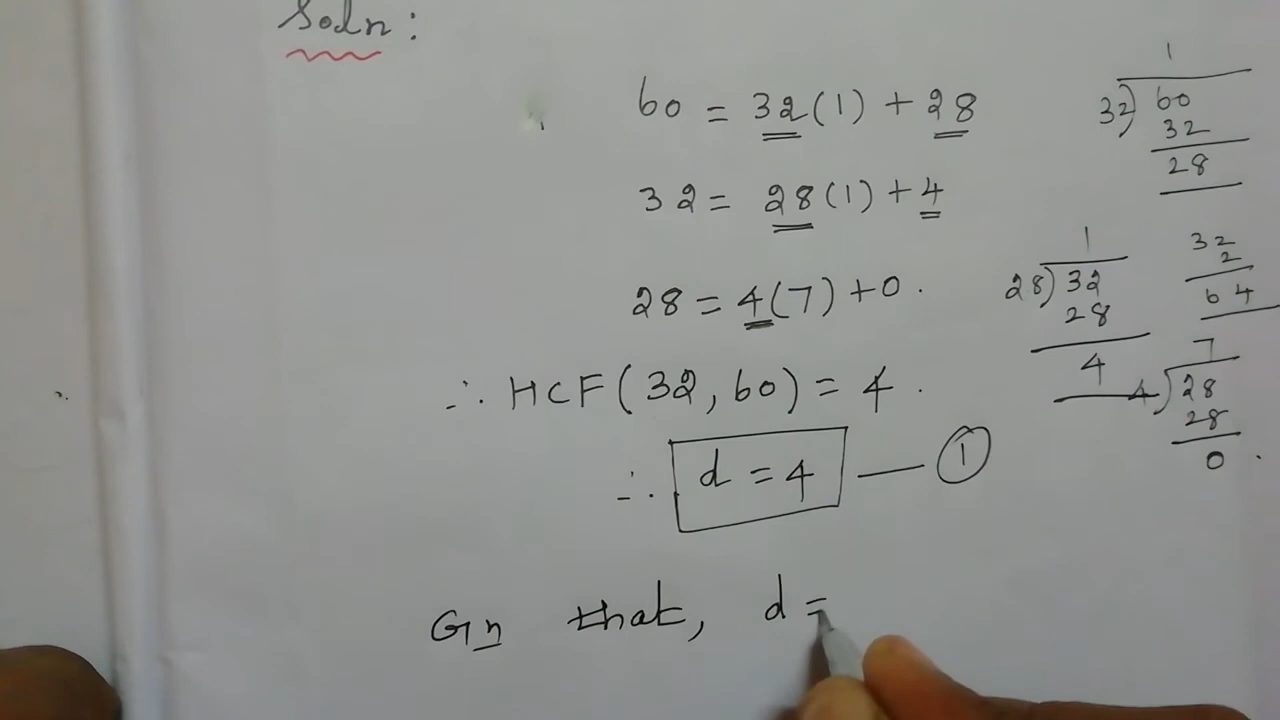 Soln:
60 = 32(1) + 28
32 = 28(1) + 4
28 = 4(7) + 0.
∴ HCF(32, 60) = 4.
∴ d = 4 — ①
Gn that, d =
1
32) 60
32
28
1
28) 32
28
4
32
2
64
7
4) 28
28
0.